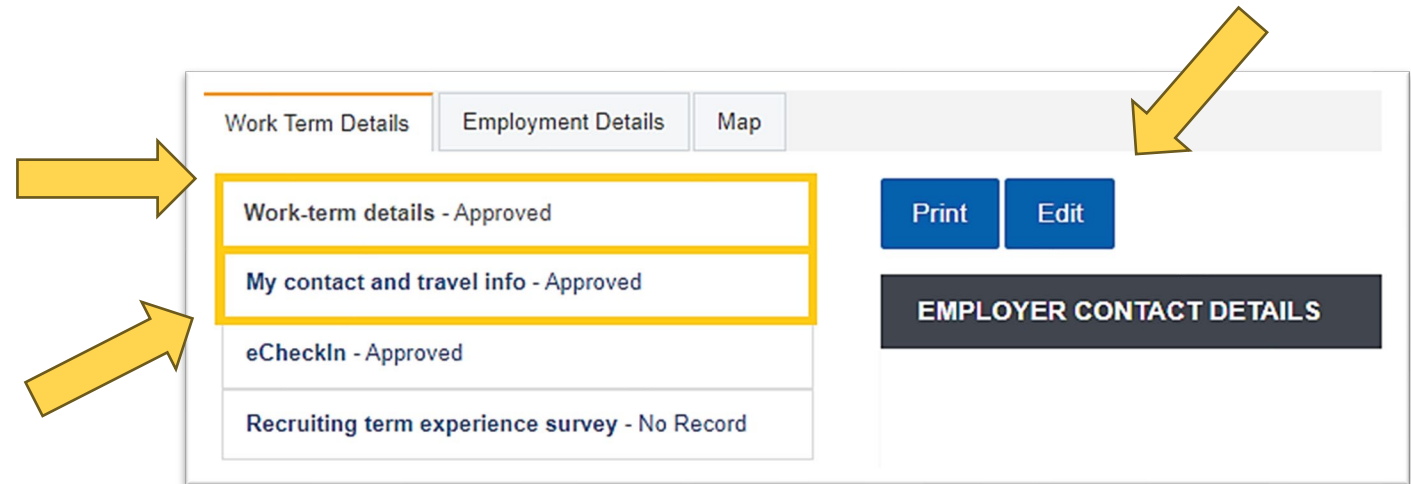 Work Term Details
Employment Details
Map
Work-term details - Approved
My contact and travel info - Approved
eCheckIn - Approved
Recruiting term experience survey - No Record
Print
Edit
EMPLOYER CONTACT DETAILS